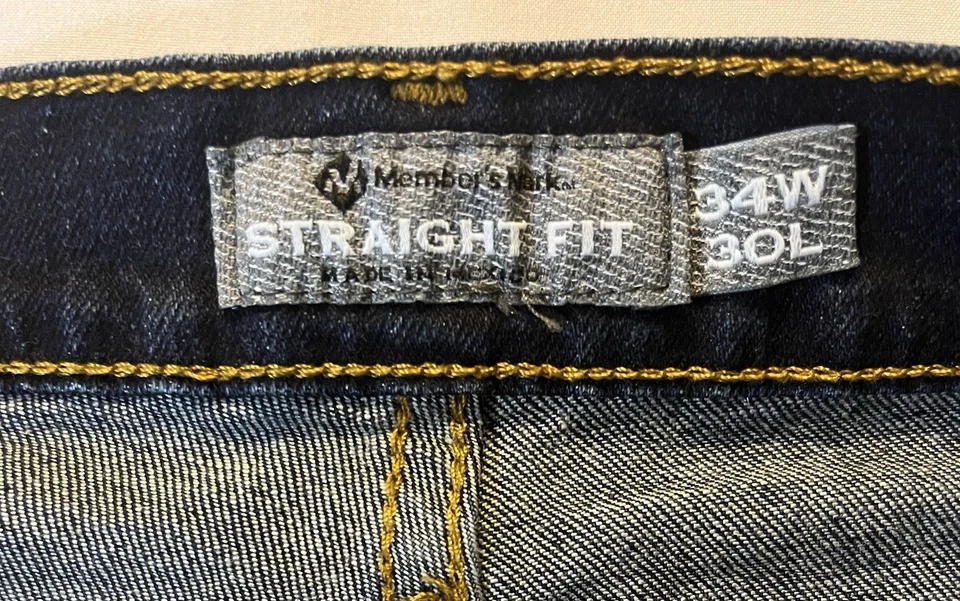 Member's Mark
STRAIGHT FIT
MADE IN MEXICO
34W
30L